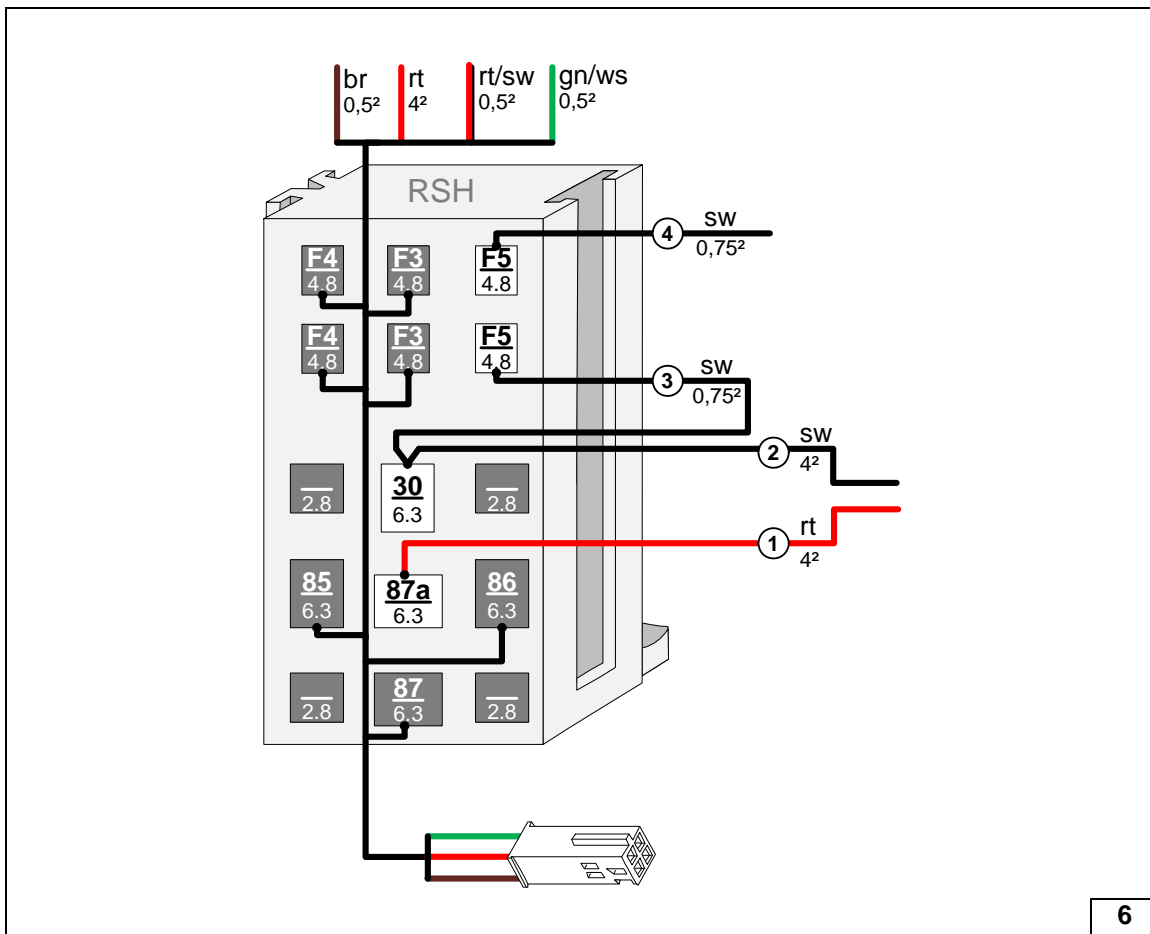 br rt rt/sw gn/ws
0,5² 4² 0,5² 0,5²
RSH
4 sw
0,75²
F4 F3 F5
4.8 4.8 4.8
F4 F3 F5
4.8 4.8 4.8
3 sw
0,75²
2 sw
4²
30
2.8 6.3 2.8
1 rt
4²
85 87a 86
6.3 6.3 6.3
87
2.8 6.3 2.8
6